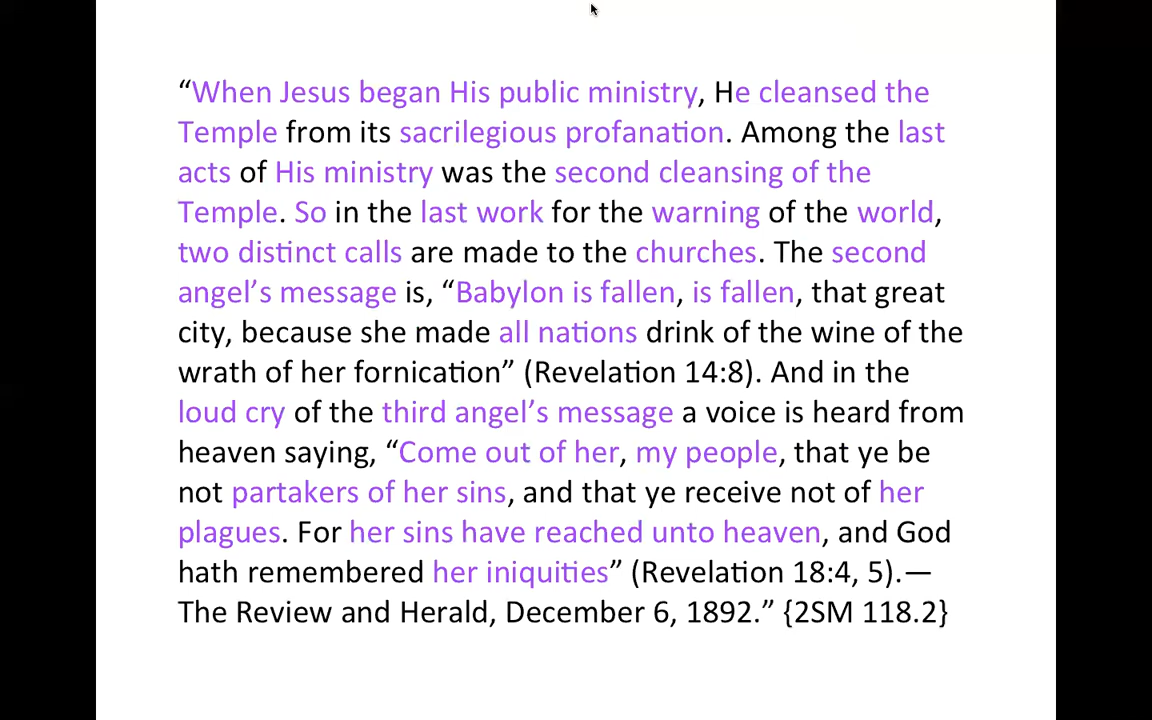 “When Jesus began His public ministry, He cleansed the
Temple from its sacrilegious profanation. Among the last
acts of His ministry was the second cleansing of the
Temple. So in the last work for the warning of the world,
two distinct calls are made to the churches. The second
angel’s message is, “Babylon is fallen, is fallen, that great
city, because she made all nations drink of the wine of the
wrath of her fornication” (Revelation 14:8). And in the
loud cry of the third angel’s message a voice is heard from
heaven saying, “Come out of her, my people, that ye be
not partakers of her sins, and that ye receive not of her
plagues. For her sins have reached unto heaven, and God
hath remembered her iniquities” (Revelation 18:4, 5).—
The Review and Herald, December 6, 1892.” {2SM 118.2}